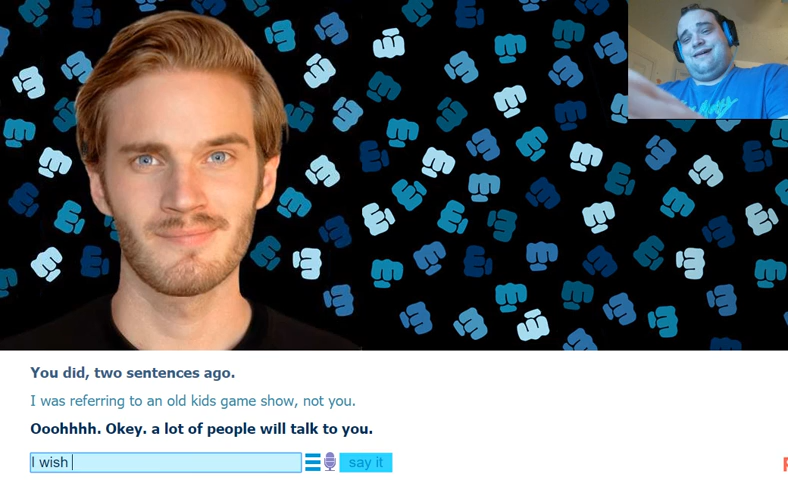 You did, two sentences ago.
I was referring to an old kids game show, not you.
Ooohhhh. Okey. a lot of people will talk to you.
I wish
say it